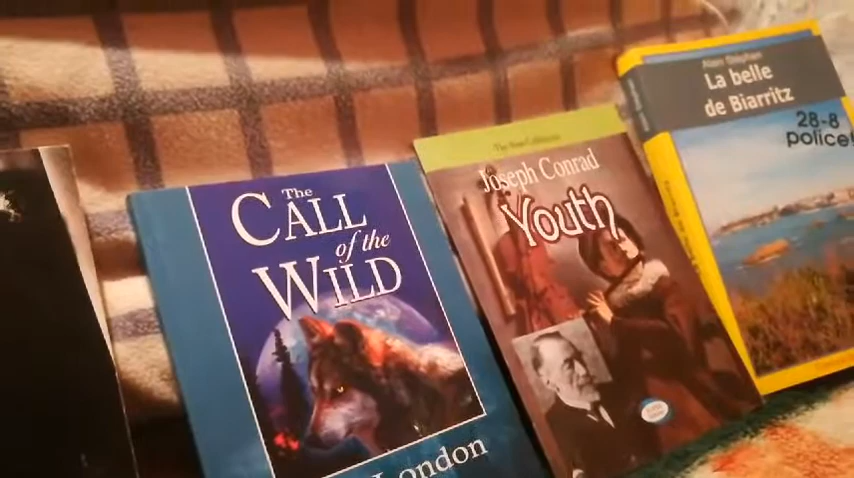 The
CALL
of the
WILD
London
Joseph Conrad
Youth
La belle
de Biarritz
28-8
police!